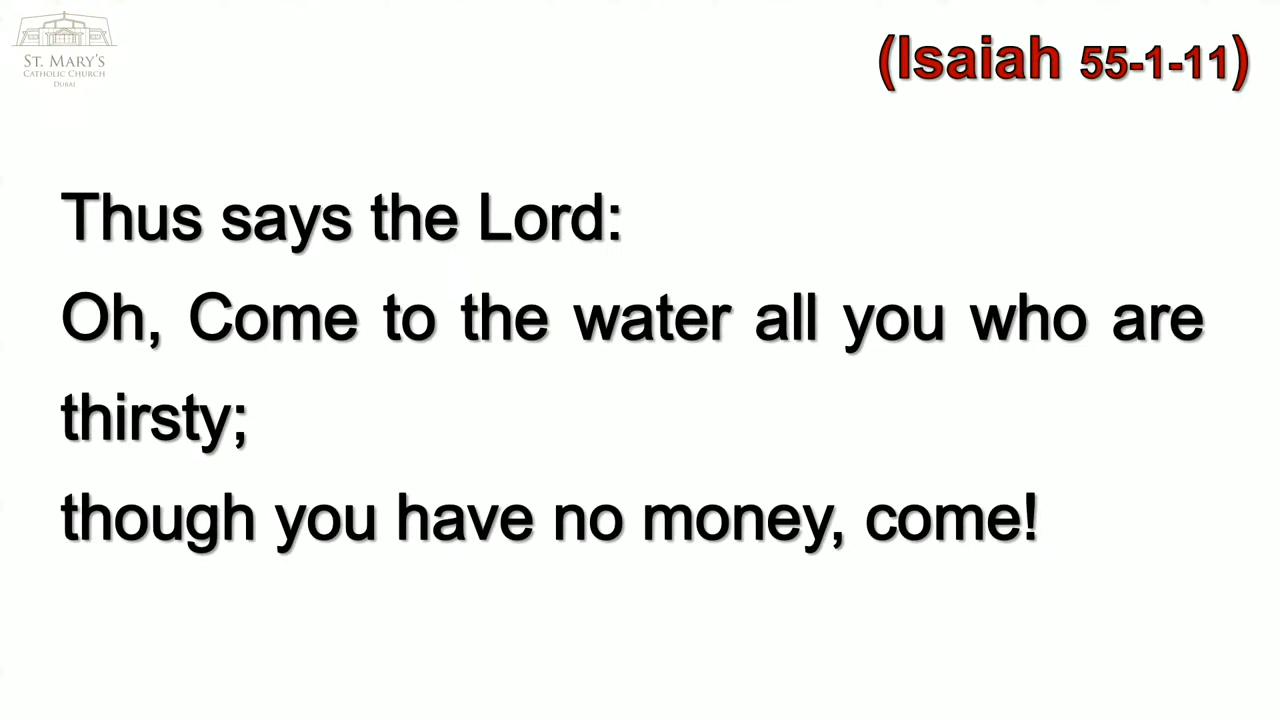 ST. MARY'S
CATHOLIC CHURCH
DUBAI
(Isaiah 55-1-11)
Thus says the Lord:
Oh, Come to the water all you who are
thirsty;
though you have no money, come!